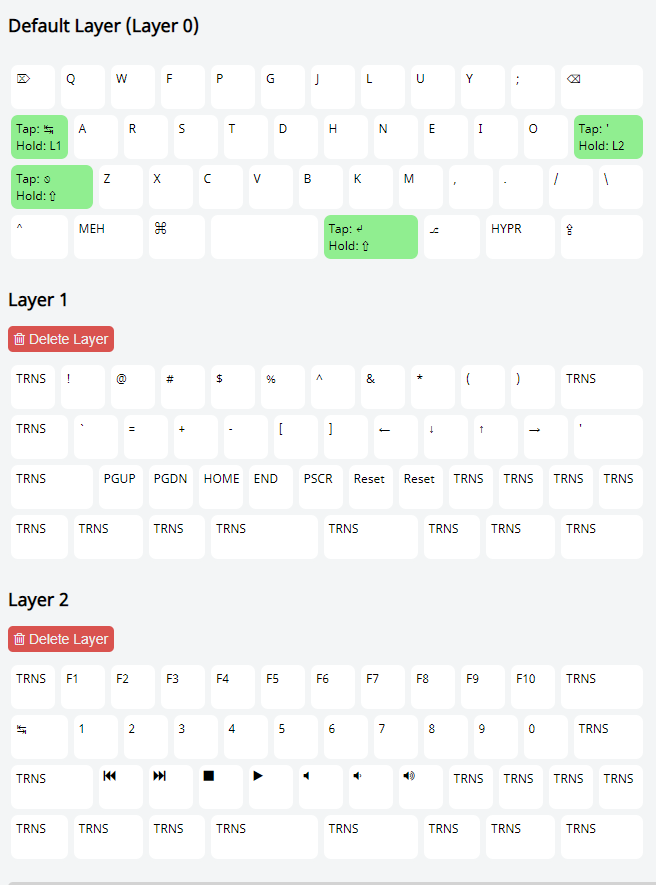 Default Layer (Layer 0)
⌦ Q W F P G J L U Y ; ⌫
Tap: ↹ A R S T D H N E I O Tap: '
Hold: L1 Hold: L2
Tap: ⎋ Z X C V B K M , . / \
Hold: ⇧
^ MEH ⌘ Tap: ⏎ ⎇ HYPR ⇪
Hold: ⇧
Layer 1
Delete Layer
TRNS ! @ # $ % ^ & * ( ) TRNS
TRNS ` = + - [ ] ← ↓ ↑ → '
TRNS PGUP PGDN HOME END PSCR Reset Reset TRNS TRNS TRNS TRNS
TRNS TRNS TRNS TRNS TRNS TRNS TRNS TRNS
Layer 2
Delete Layer
TRNS F1 F2 F3 F4 F5 F6 F7 F8 F9 F10 TRNS
↹ 1 2 3 4 5 6 7 8 9 0 TRNS
TRNS ⏮ ⏭ ⏹ ▶ 🔈 🔉 🔊 TRNS TRNS TRNS TRNS
TRNS TRNS TRNS TRNS TRNS TRNS TRNS TRNS